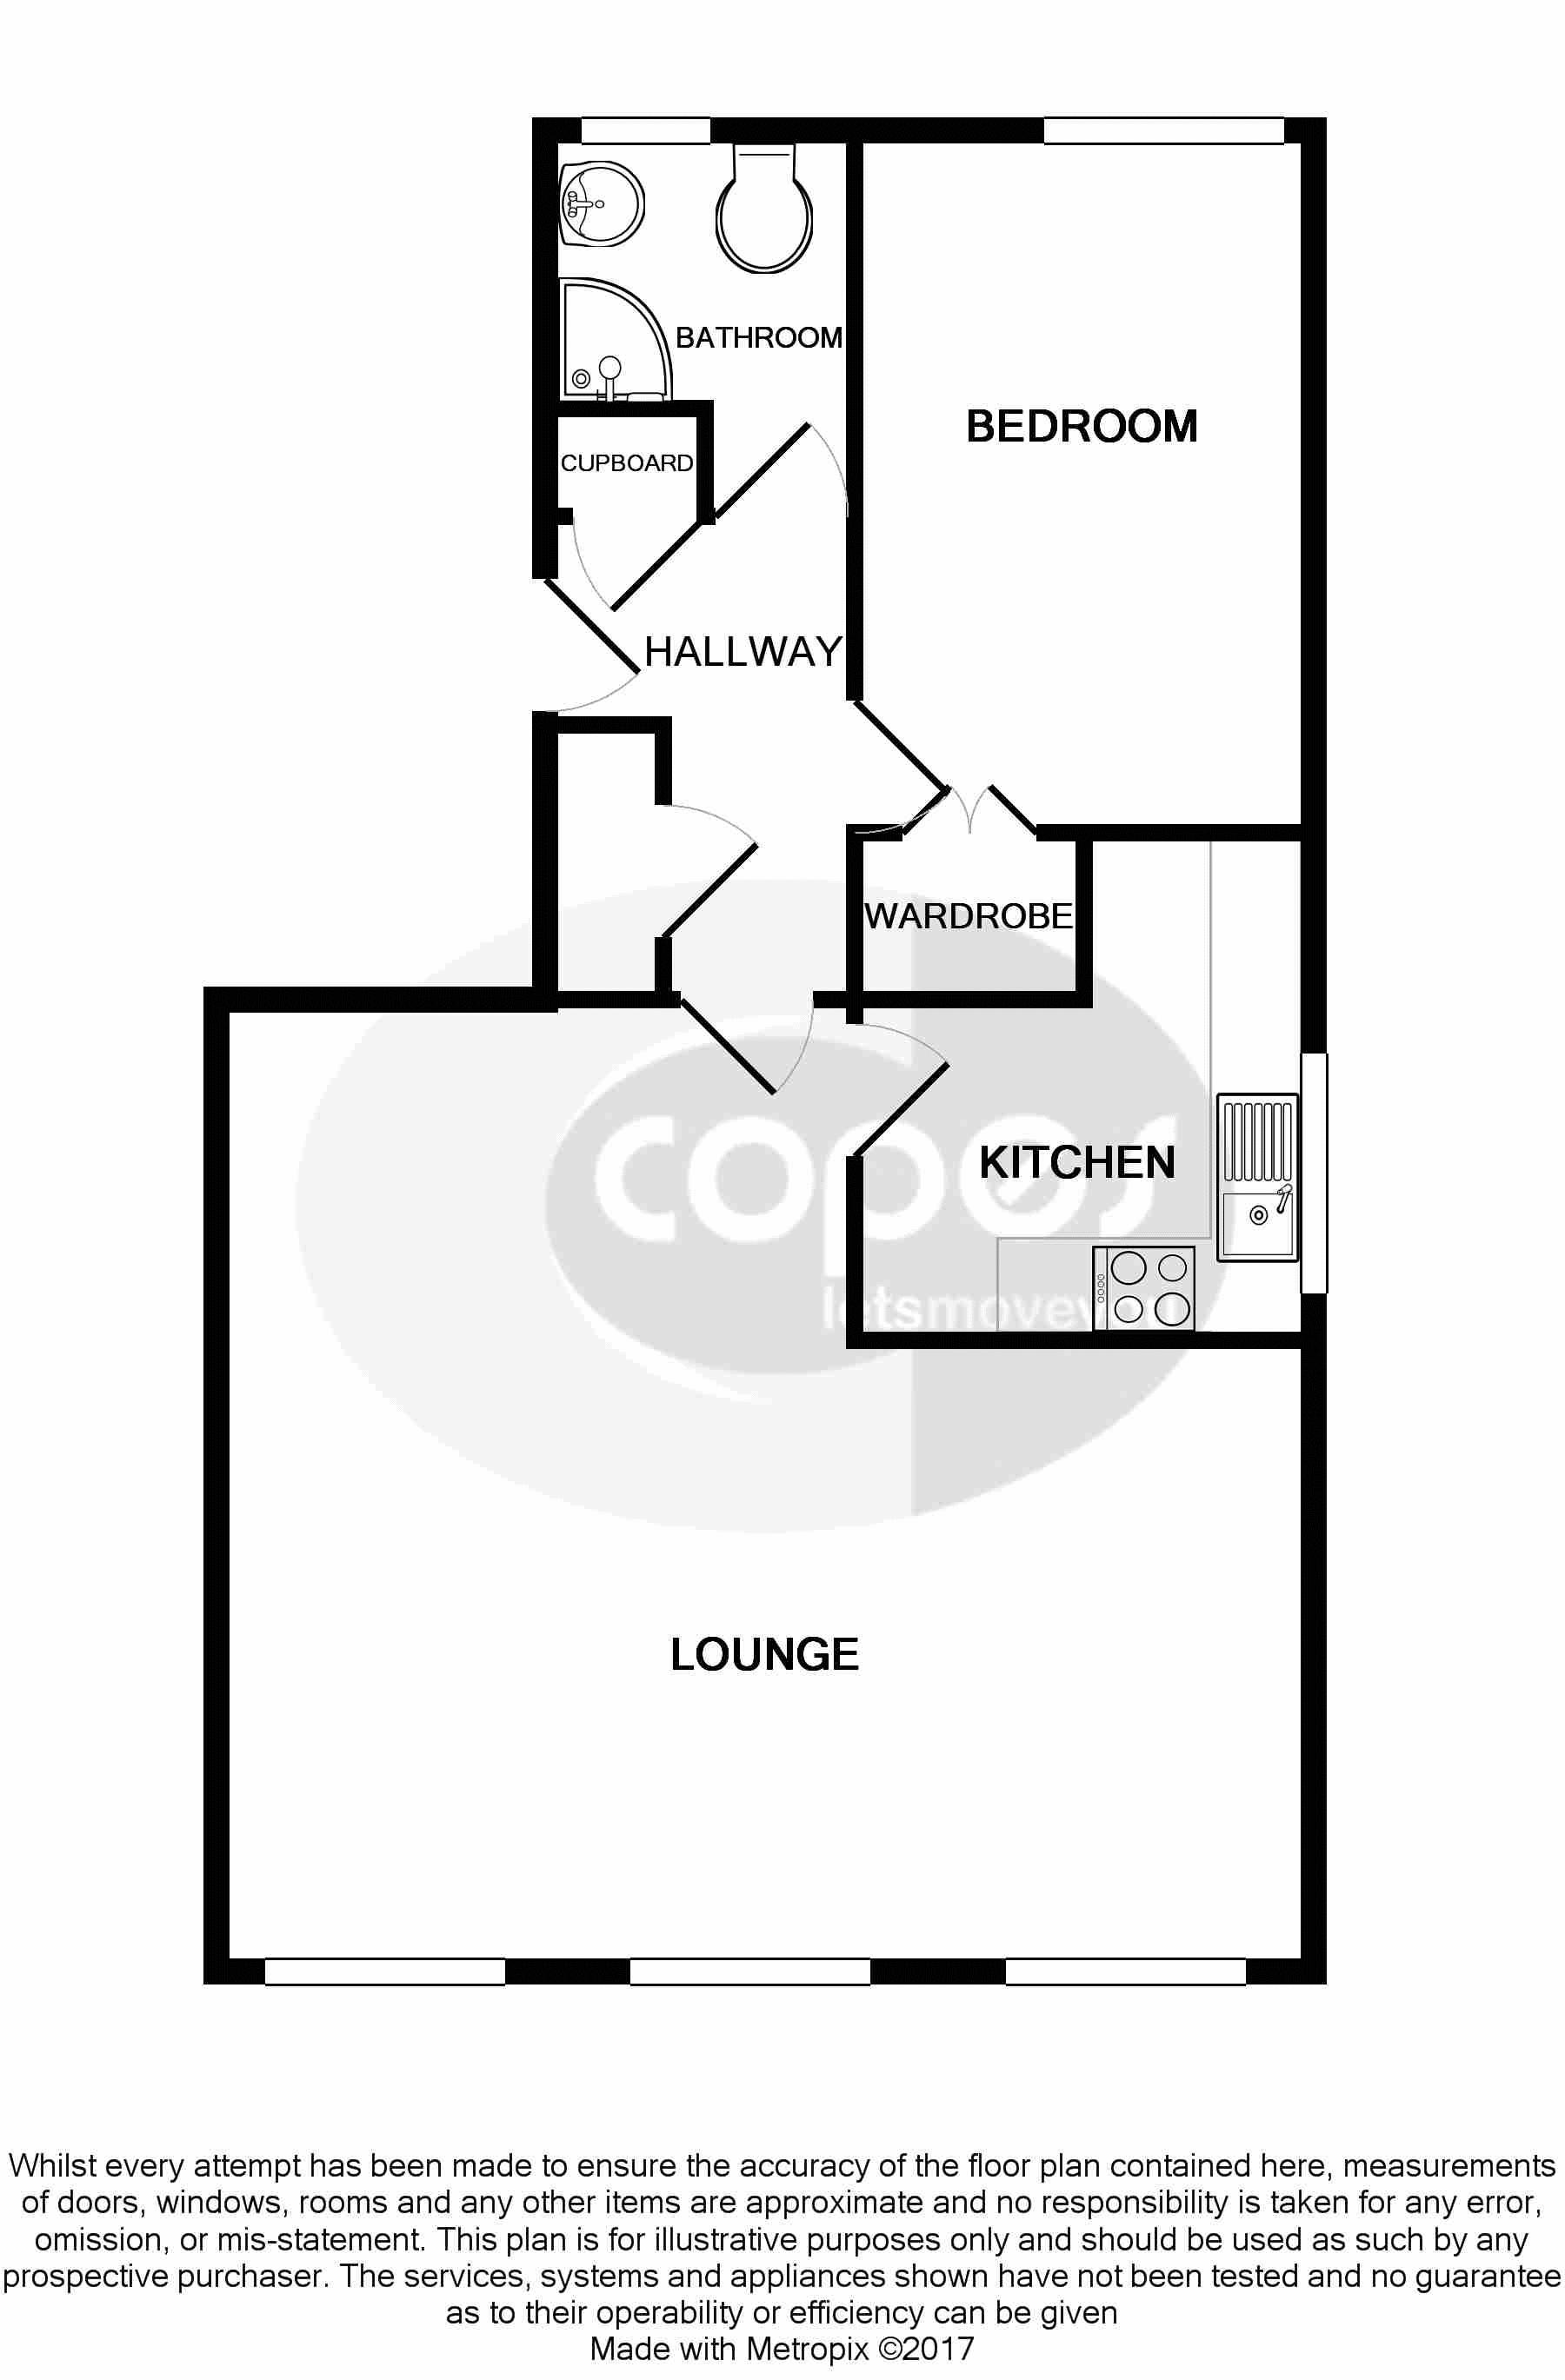 BATHROOM
BEDROOM
CUPBOARD
HALLWAY
WARDROBE
copes
KITCHEN
letsmoveyou
LOUNGE
Whilst every attempt has been made to ensure the accuracy of the floor plan contained here, measurements
of doors, windows, rooms and any other items are approximate and no responsibility is taken for any error,
omission, or mis-statement. This plan is for illustrative purposes only and should be used as such by any
prospective purchaser. The services, systems and appliances shown have not been tested and no guarantee
as to their operability or efficiency can be given
Made with Metropix ©2017